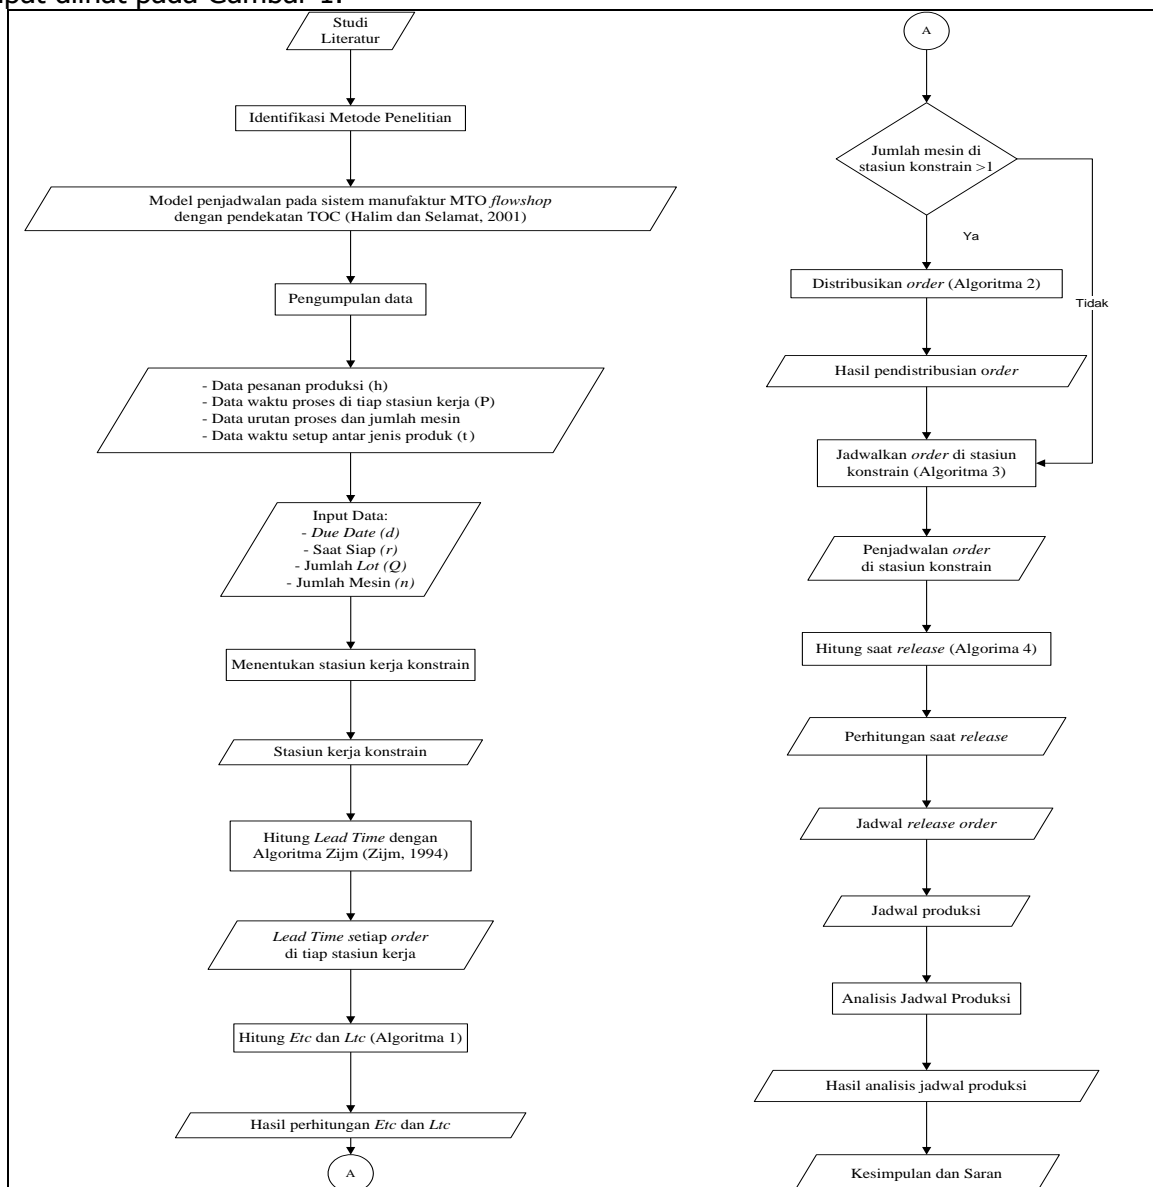 dilihat pada Gambar 1.
Studi
Literatur
Identifikasi Metode Penelitian
Model penjadwalan pada sistem manufaktur MTO flowshop
dengan pendekatan TOC (Halim dan Selamat, 2001)
Pengumpulan data
- Data pesanan produksi (h)
- Data waktu proses di tiap stasiun kerja (P)
- Data urutan proses dan jumlah mesin
- Data waktu setup antar jenis produk (t)
Input Data:
- Due Date (d)
- Saat Siap (r)
- Jumlah Lot (Q)
- Jumlah Mesin (n)
Menentukan stasiun kerja konstrain
Stasiun kerja konstrain
Hitung Lead Time dengan
Algoritma Zijm (Zijm, 1994)
Lead Time setiap order
di tiap stasiun kerja
Hitung Etc dan Ltc (Algoritma 1)
Hasil perhitungan Etc dan Ltc
A
A
Jumlah mesin di
stasiun konstrain >1
Ya
Tidak
Distribusikan order (Algoritma 2)
Hasil pendistribusian order
Jadwalkan order di stasiun
konstrain (Algoritma 3)
Penjadwalan order
di stasiun konstrain
Hitung saat release (Algorima 4)
Perhitungan saat release
Jadwal release order
Jadwal produksi
Analisis Jadwal Produksi
Hasil analisis jadwal produksi
Kesimpulan dan Saran